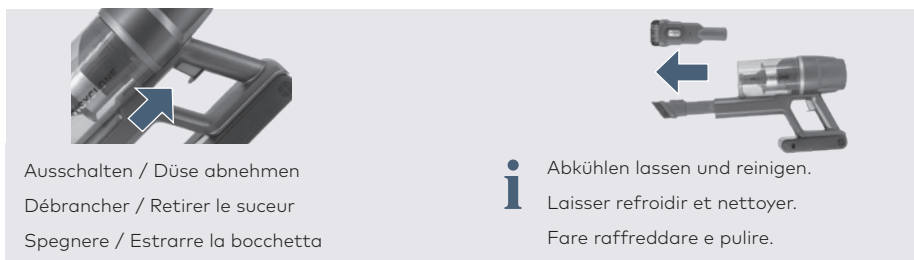 CYCLONE
Ausschalten / Düse abnehmen
Débrancher / Retirer le suceur
Spegnere / Estrarre la bocchetta
i
Abkühlen lassen und reinigen.
Laisser refroidir et nettoyer.
Fare raffreddare e pulire.